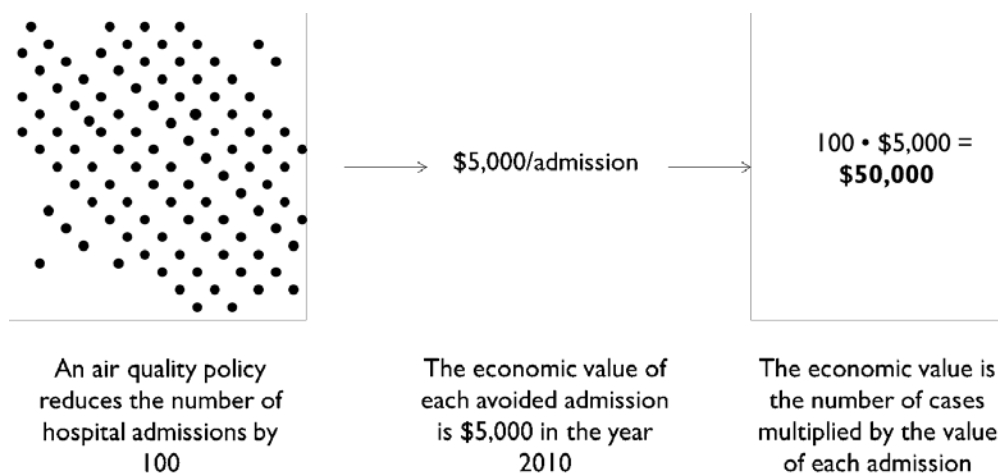 $5,000/admission
100 • $5,000 =
$50,000
An air quality policy
reduces the number of
hospital admissions by
100
The economic value of
each avoided admission
is $5,000 in the year
2010
The economic value is
the number of cases
multiplied by the value
of each admission